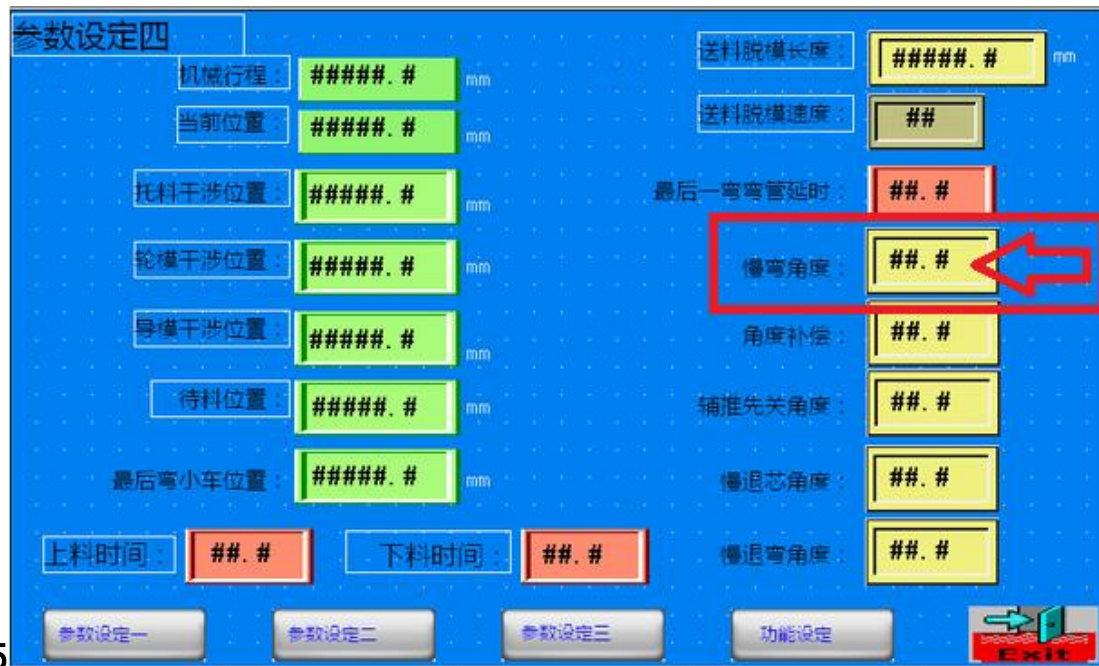 参数设定四
机械行程： #####.# mm
当前位置： #####.# mm
托料干涉位置： #####.# mm
轮模干涉位置： #####.# mm
导模干涉位置： #####.# mm
待料位置： #####.# mm
最后弯小车位置： #####.# mm
上料时间： ##.# 下料时间： ##.#
送料脱模长度： #####.# mm
送料脱模速度： ##
最后一弯弯管延时： ##.#
慢弯角度： ##.#
角度补偿： ##.#
辅推先关角度： ##.#
慢退芯角度： ##.#
慢退弯角度： ##.#
参数设定一 参数设定二 参数设定三 功能设定 Exit
5